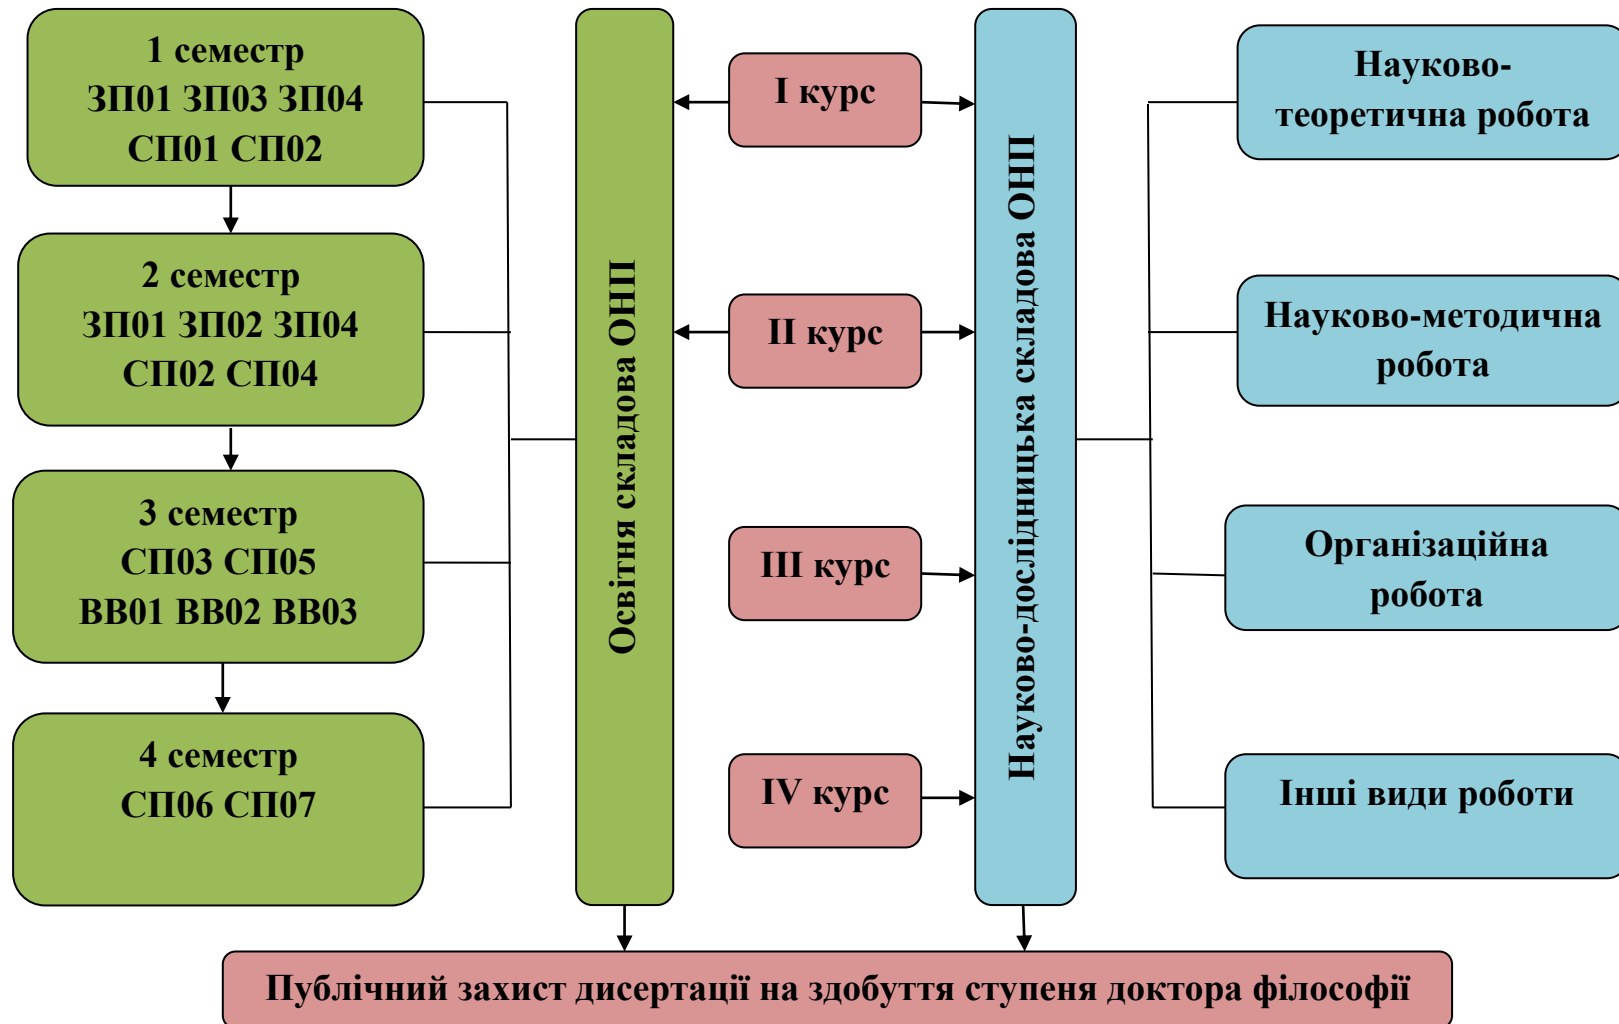 1 семестр
ЗП01 ЗП03 ЗП04
СП01 СП02
2 семестр
ЗП01 ЗП02 ЗП04
СП02 СП04
3 семестр
СП03 СП05
ВВ01 ВВ02 ВВ03
4 семестр
СП06 СП07
Освітня складова ОНП
І курс
ІІ курс
ІІІ курс
ІV курс
Науково-дослідницька складова ОНП
Науково-
теоретична робота
Науково-методична
робота
Організаційна
робота
Інші види роботи
Публічний захист дисертації на здобуття ступеня доктора філософії